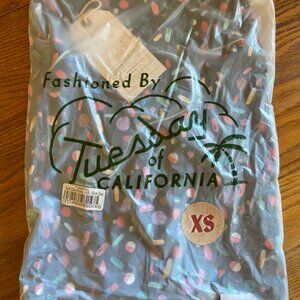 Fashioned By
Tuesday
of
CALIFORNIA
XS